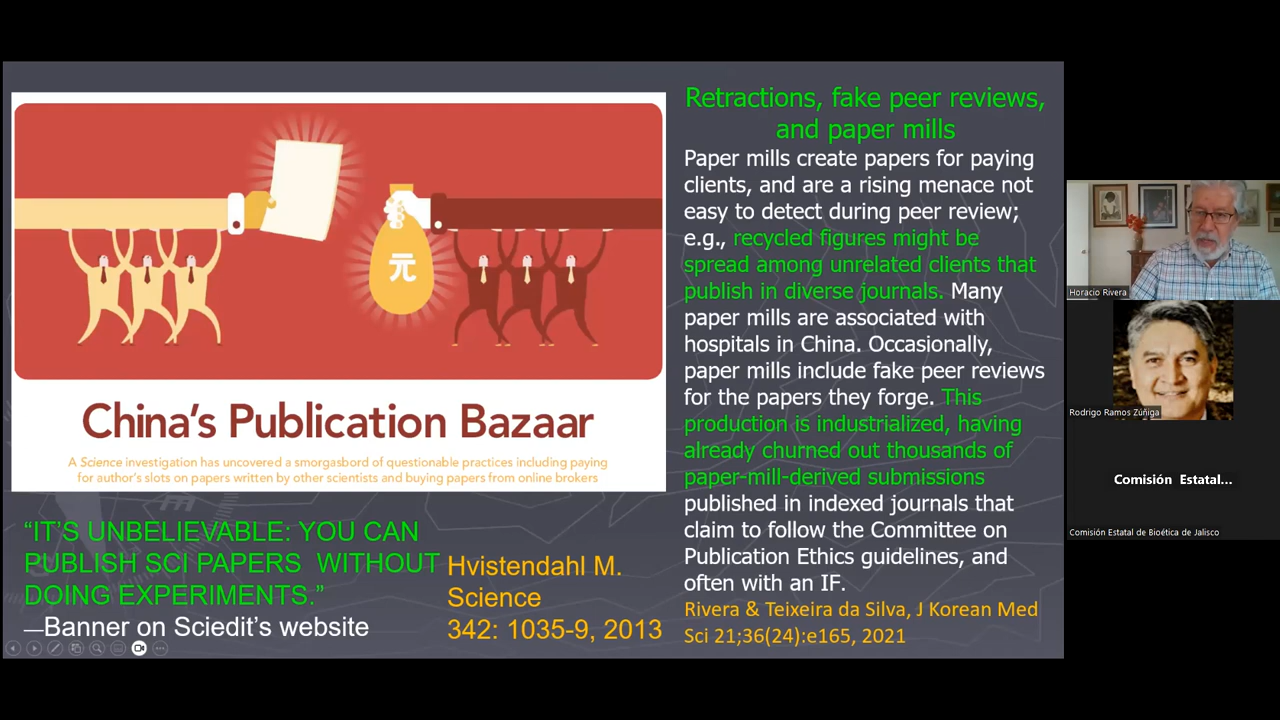 元
China's Publication Bazaar
A Science investigation has uncovered a smorgasbord of questionable practices including paying
for author's slots on papers written by other scientists and buying papers from online brokers
“IT’S UNBELIEVABLE: YOU CAN
PUBLISH SCI PAPERS WITHOUT
DOING EXPERIMENTS.”
—Banner on Sciedit’s website
Hvistendahl M.
Science
342: 1035-9, 2013
Retractions, fake peer reviews,
and paper mills
Paper mills create papers for paying
clients, and are a rising menace not
easy to detect during peer review;
e.g., recycled figures might be
spread among unrelated clients that
publish in diverse journals. Many
paper mills are associated with
hospitals in China. Occasionally,
paper mills include fake peer reviews
for the papers they forge. This
production is industrialized, having
already churned out thousands of
paper-mill-derived submissions
published in indexed journals that
claim to follow the Committee on
Publication Ethics guidelines, and
often with an IF.
Rivera & Teixeira da Silva, J Korean Med
Sci 21;36(24):e165, 2021
Horacio Rivera
Rodrigo Ramos Zúñiga
Comisión Estatal...
Comisión Estatal de Bioética de Jalisco